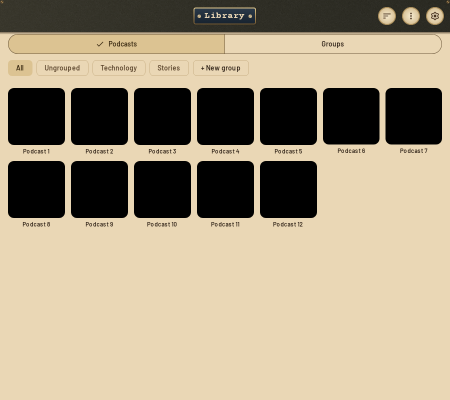 Library
Podcasts
Groups
All
Ungrouped
Technology
Stories
+ New group
Podcast 1
Podcast 2
Podcast 3
Podcast 4
Podcast 5
Podcast 6
Podcast 7
Podcast 8
Podcast 9
Podcast 10
Podcast 11
Podcast 12